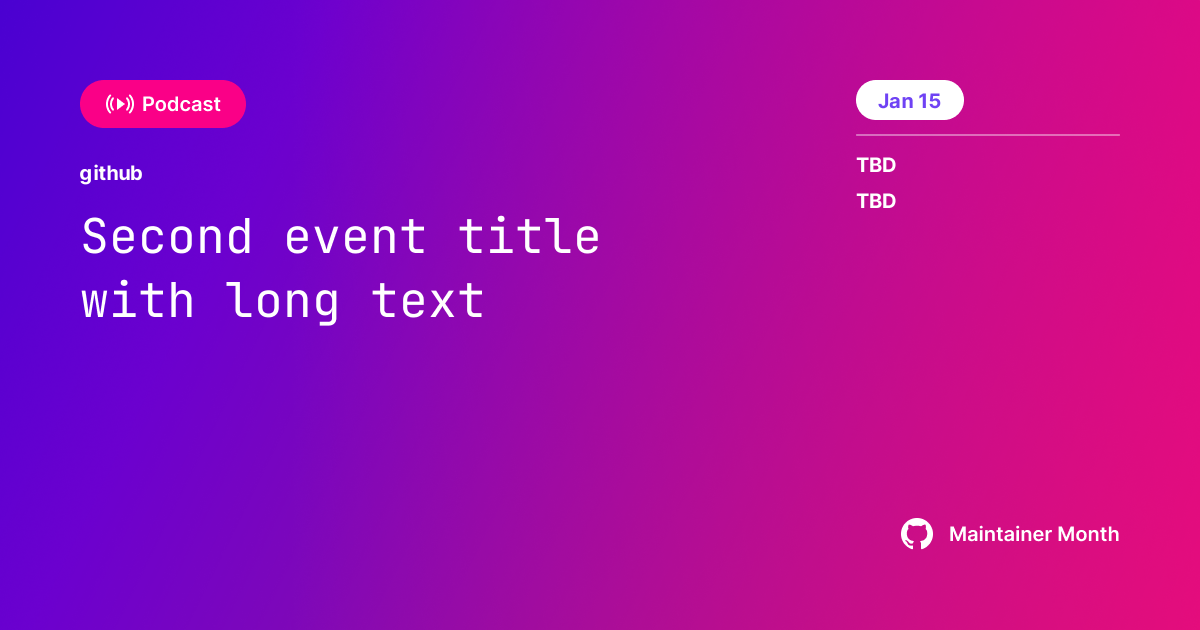 Podcast
github
Second event title
with long text
Jan 15
TBD
TBD
Maintainer Month